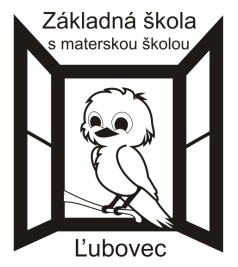 Základná škola
s materskou školou
Ľubovec